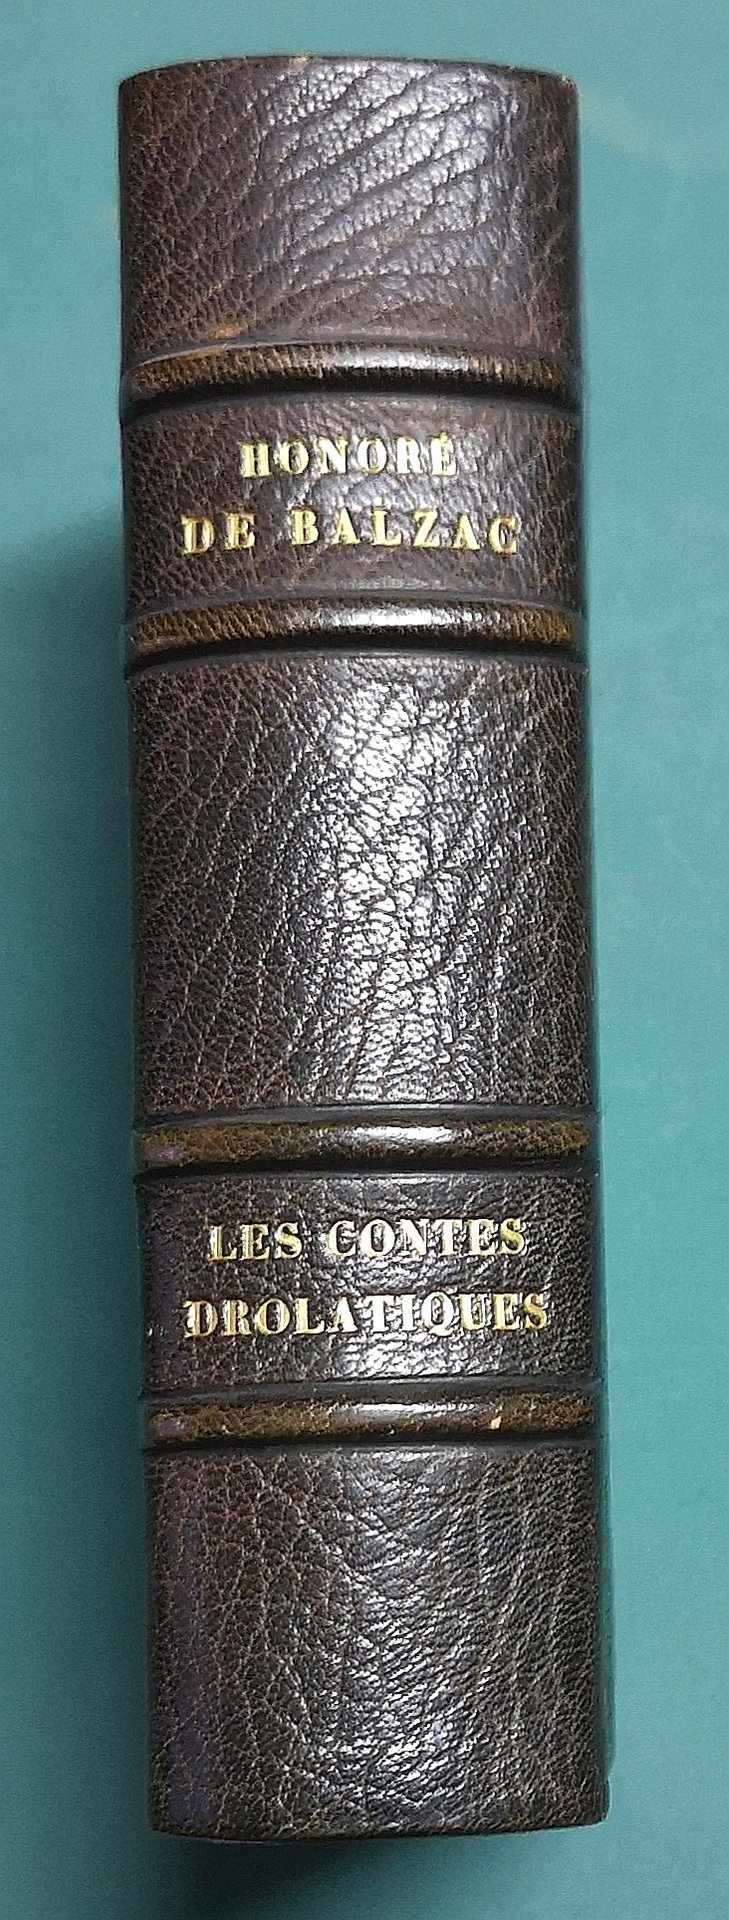 HONORÉ
DE BALZAC
LES CONTES
DROLATIQUES